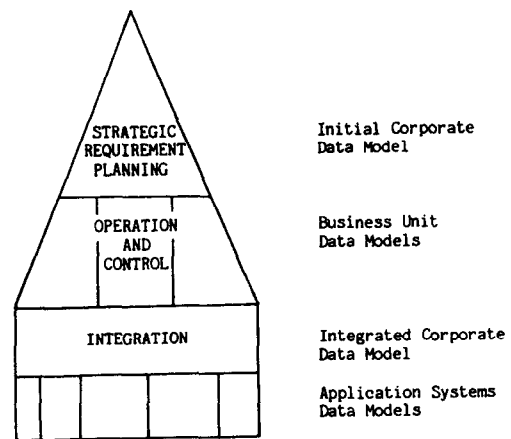 STRATEGIC
REQUIREMENT
PLANNING
Initial Corporate
Data Model
OPERATION
AND
CONTROL
Business Unit
Data Models
INTEGRATION
Integrated Corporate
Data Model
Application Systems
Data Models